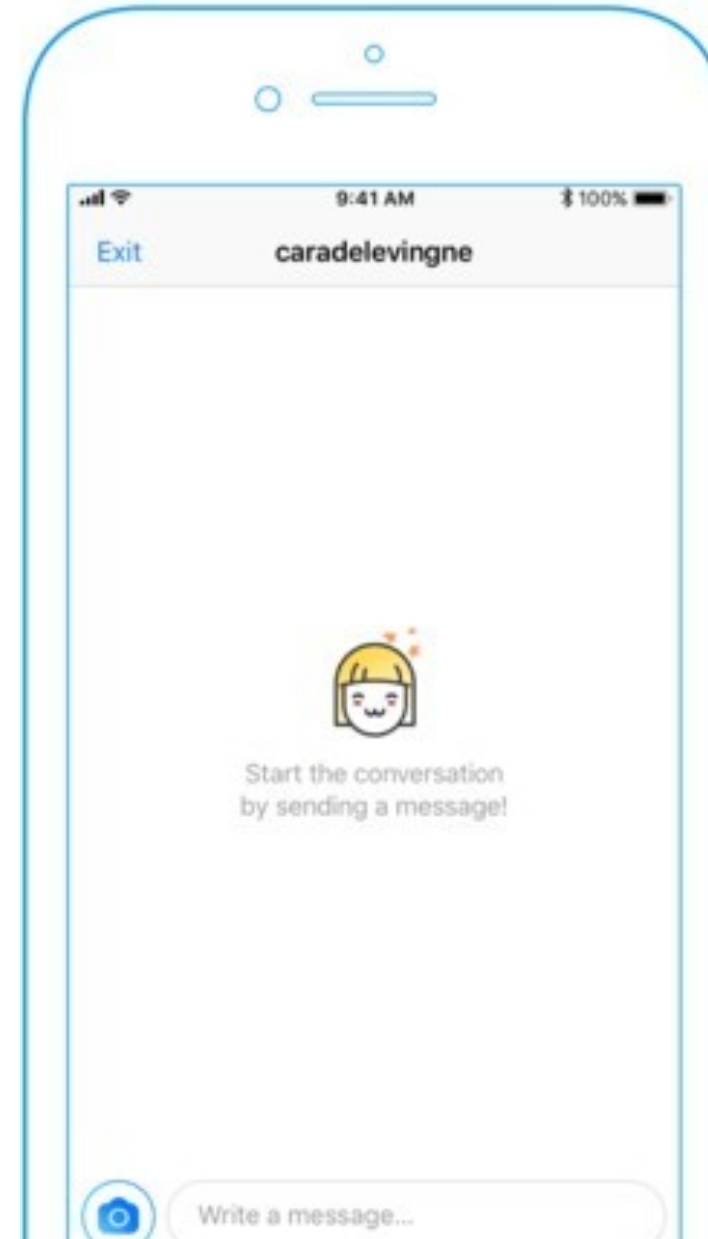 9:41 AM 100%
Exit caradelevingne
Start the conversation
by sending a message!
Write a message...